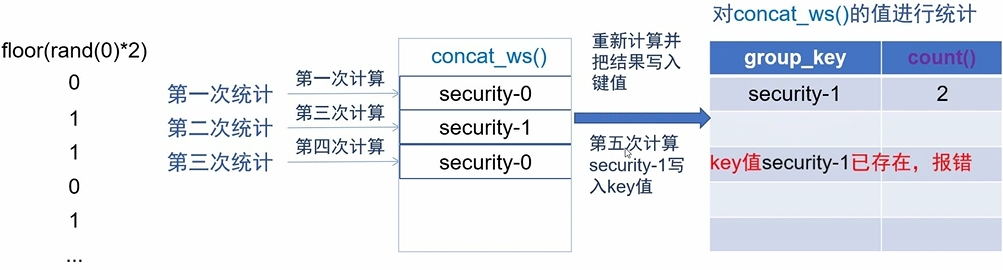 对concat_ws()的值进行统计
floor(rand(0)*2)
0
1
1
0
1
...
第一次统计
第二次统计
第三次统计
第一次计算
第三次计算
第四次计算
concat_ws()
security-0
security-1
security-0
重新计算并
把结果写入
键值
第五次计算
security-1写
入key值
group_key count()
security-1 2
key值security-1已存在，报错